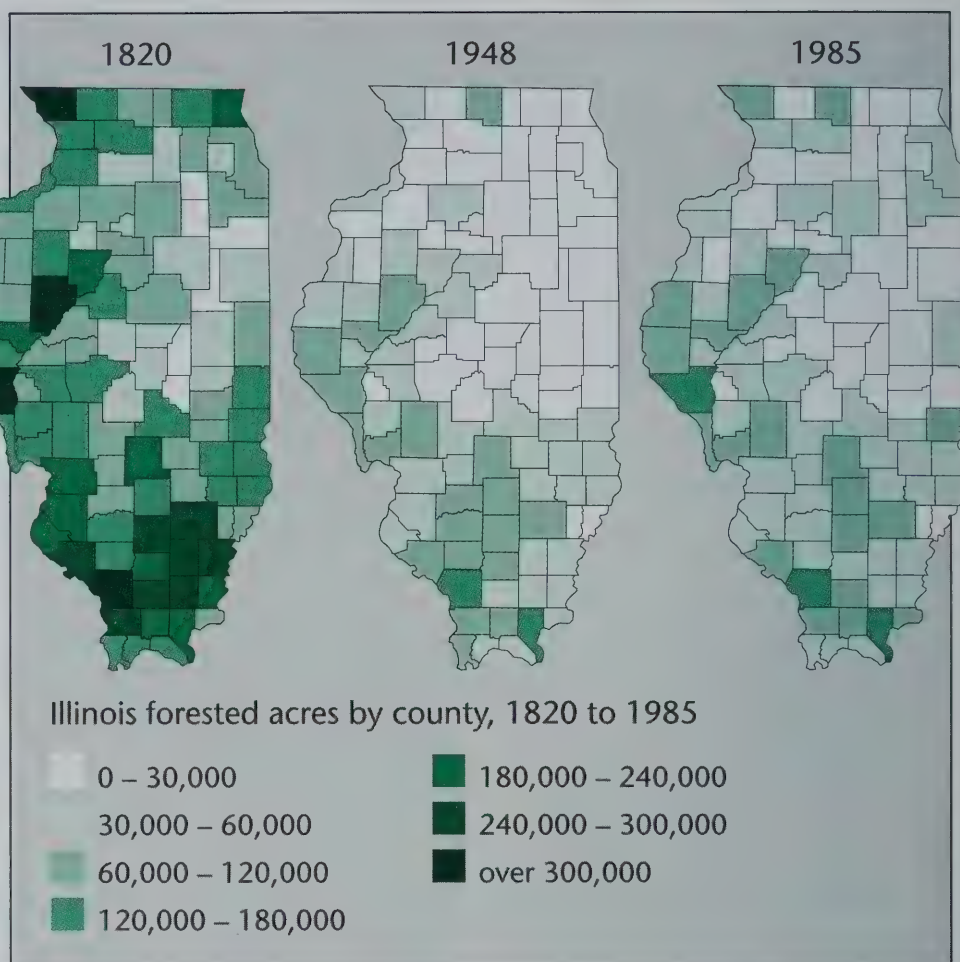 1820
1948
1985
Illinois forested acres by county, 1820 to 1985
0 – 30,000
30,000 – 60,000
60,000 – 120,000
120,000 – 180,000
180,000 – 240,000
240,000 – 300,000
over 300,000